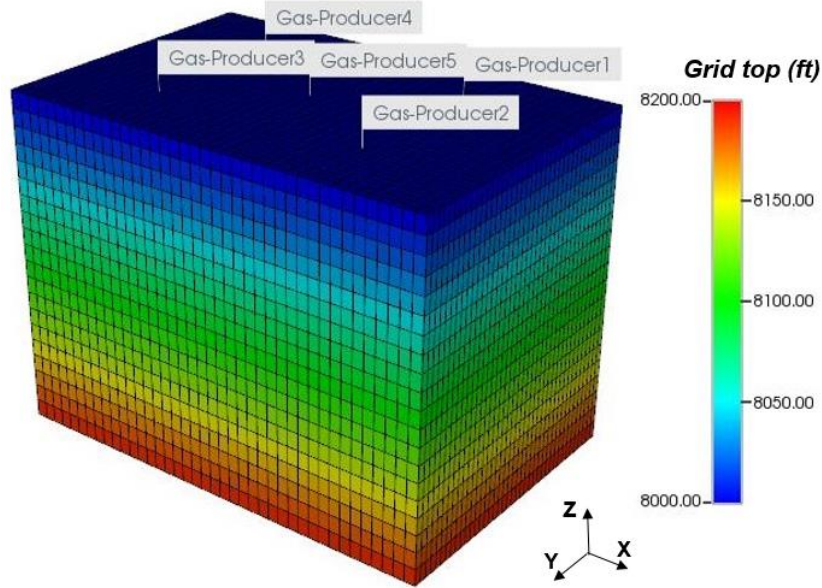 Gas-Producer4
Gas-Producer3
Gas-Producer5
Gas-Producer1
Gas-Producer2
Grid top (ft)
8200.00
8150.00
8100.00
8050.00
8000.00
Z
Y
X